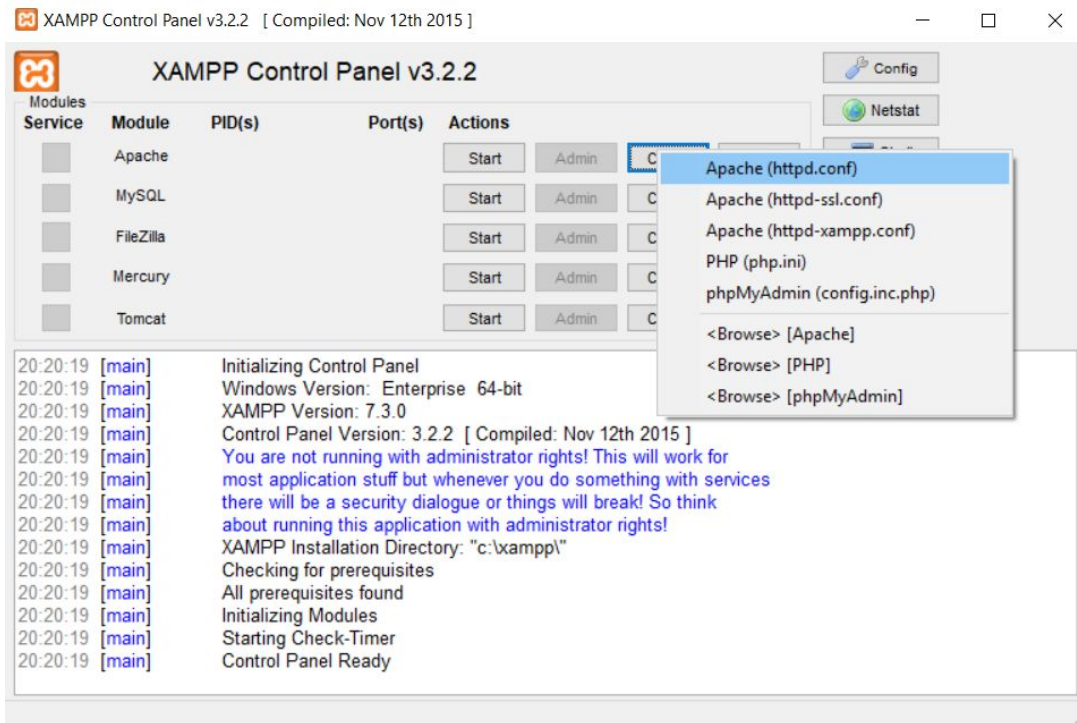 XAMPP Control Panel v3.2.2 [ Compiled: Nov 12th 2015 ]
XAMPP Control Panel v3.2.2
Config
Modules
Service Module PID(s) Port(s) Actions
Netstat
Apache Start Admin
MySQL Start Admin
FileZilla Start Admin
Mercury Start Admin
Tomcat Start Admin
Apache (httpd.conf)
Apache (httpd-ssl.conf)
Apache (httpd-xampp.conf)
PHP (php.ini)
phpMyAdmin (config.inc.php)
<Browse> [Apache]
<Browse> [PHP]
<Browse> [phpMyAdmin]
20:20:19 [main] Initializing Control Panel
20:20:19 [main] Windows Version: Enterprise 64-bit
20:20:19 [main] XAMPP Version: 7.3.0
20:20:19 [main] Control Panel Version: 3.2.2 [ Compiled: Nov 12th 2015 ]
20:20:19 [main] You are not running with administrator rights! This will work for
20:20:19 [main] most application stuff but whenever you do something with services
20:20:19 [main] there will be a security dialogue or things will break! So think
20:20:19 [main] about running this application with administrator rights!
20:20:19 [main] XAMPP Installation Directory: "c:\xampp\"
20:20:19 [main] Checking for prerequisites
20:20:19 [main] All prerequisites found
20:20:19 [main] Initializing Modules
20:20:19 [main] Starting Check-Timer
20:20:19 [main] Control Panel Ready